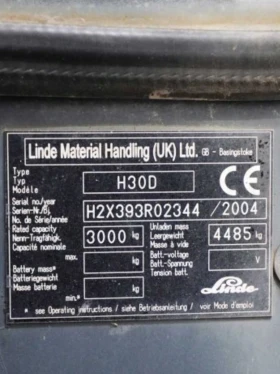 Linde Material Handling (UK) Ltd. GB - Basingstoke
Type
Typ
Modèle
H30D
CE
Serial no./year
Serien-Nr./Bj.
No. de Série/année
H2X393R02344 / 2004
Rated capacity
Nenn-Tragfähigk.
Capacité nominale
3000 kg
Unladen mass
Leergewicht
Masse à vide
4485 kg
Battery mass*
Batteriegewicht
Masse batterie
max. kg
min.* kg
Batt.-voltage
Batt.-Spannung
Tension batt.
V
Linde
* see Operating instructions / siehe Betriebsanleitung / voir Mode d'emploi